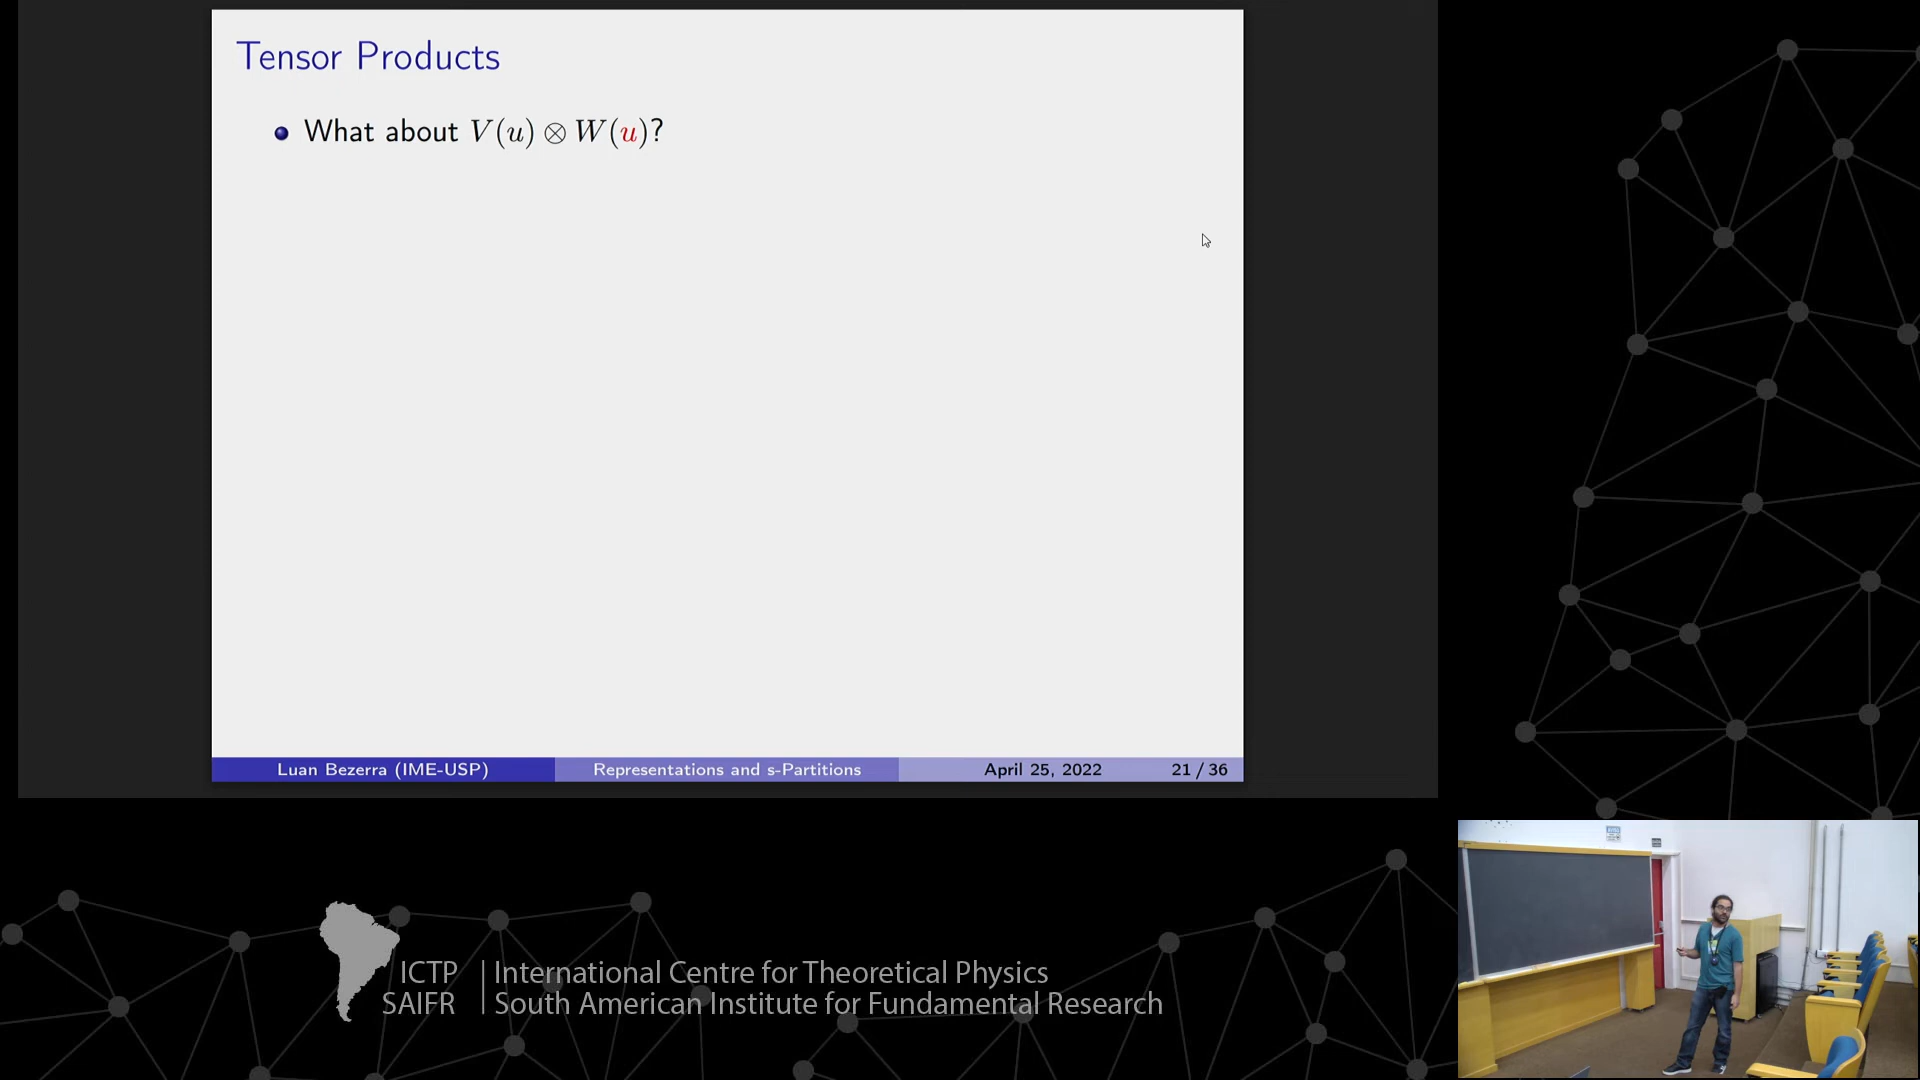 Tensor Products
What about V(u) ⊗ W(u)?
Luan Bezerra (IME-USP) Representations and s-Partitions April 25, 2022 21 / 36
ICTP | International Centre for Theoretical Physics
SAIFR | South American Institute for Fundamental Research